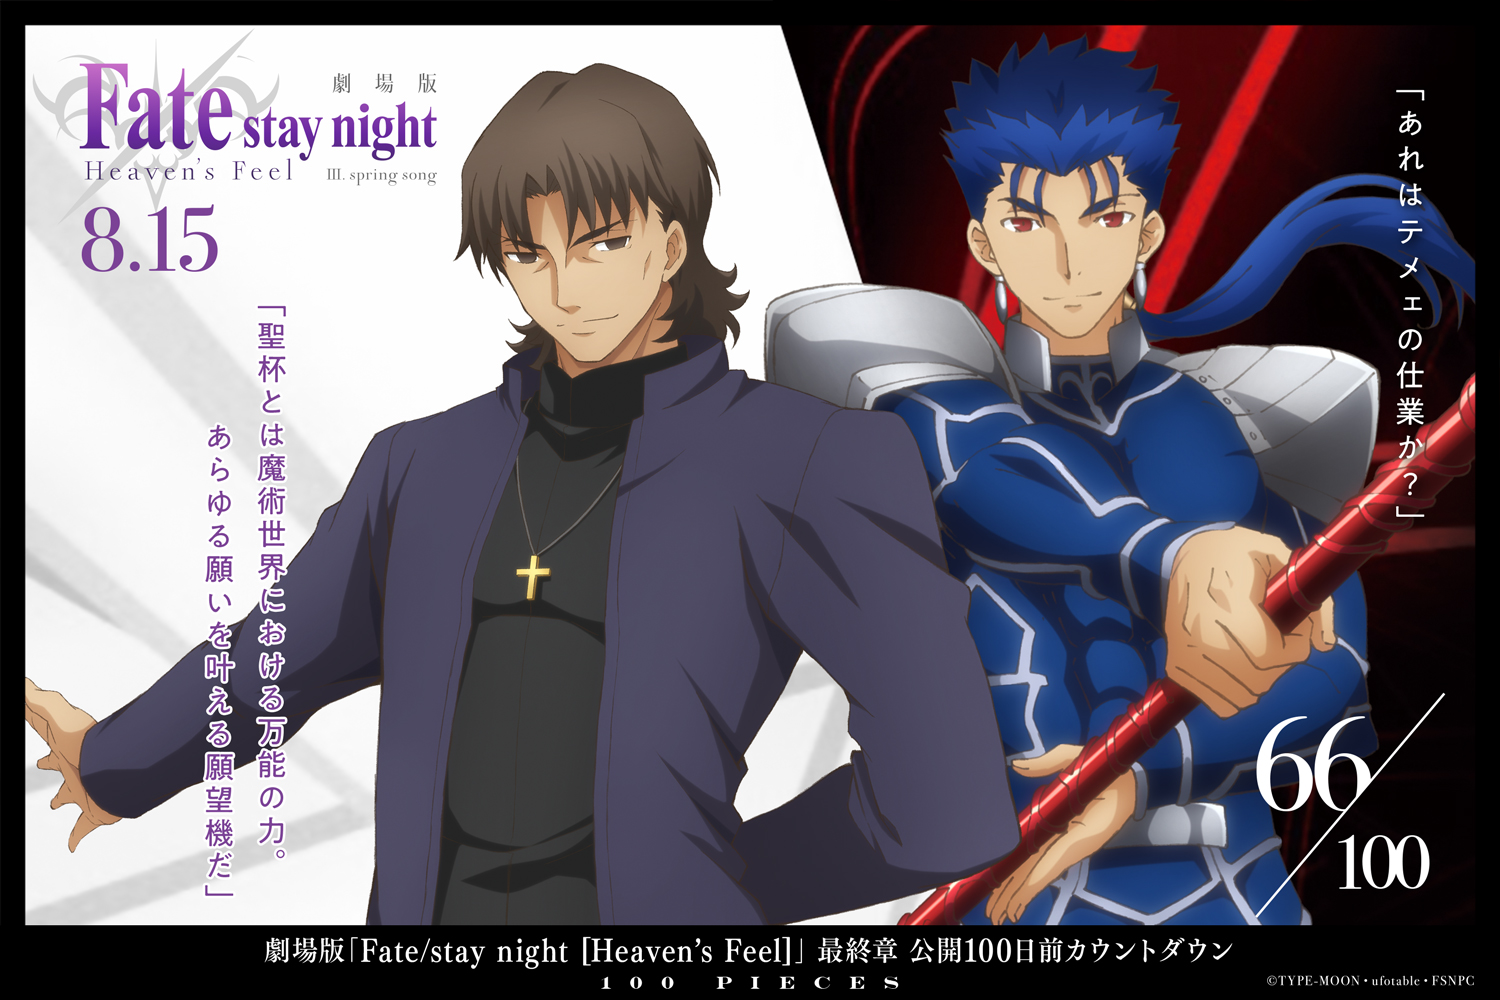 劇場版
Fate stay night
Heaven's Feel
III. spring song
8.15
「聖杯とは魔術世界における万能の力。
あらゆる願いを叶える願望機だ」
「あれはテメェの仕業か?」
66/100
劇場版「Fate/stay night [Heaven's Feel]」 最終章 公開100日前カウントダウン
100 PIECES
©TYPE-MOON・ufotable・FSNPC